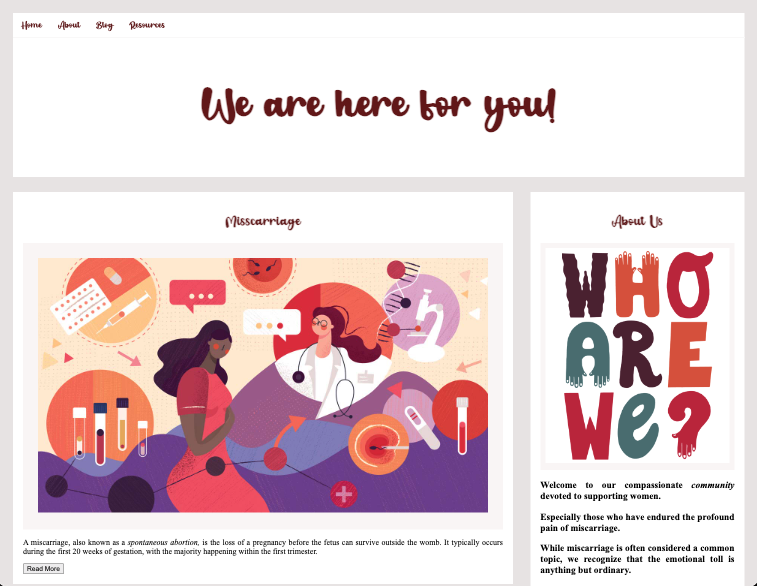 Home About Blog Resources
We are here for you!
Misscarriage
A miscarriage, also known as a spontaneous abortion, is the loss of a pregnancy before the fetus can survive outside the womb. It typically occurs
during the first 20 weeks of gestation, with the majority happening within the first trimester.
Read More
About Us
WHO
ARE
We?
Welcome to our compassionate community
devoted to supporting women.
Especially those who have endured the profound
pain of miscarriage.
While miscarriage is often considered a common
topic, we recognize that the emotional toll is
anything but ordinary.